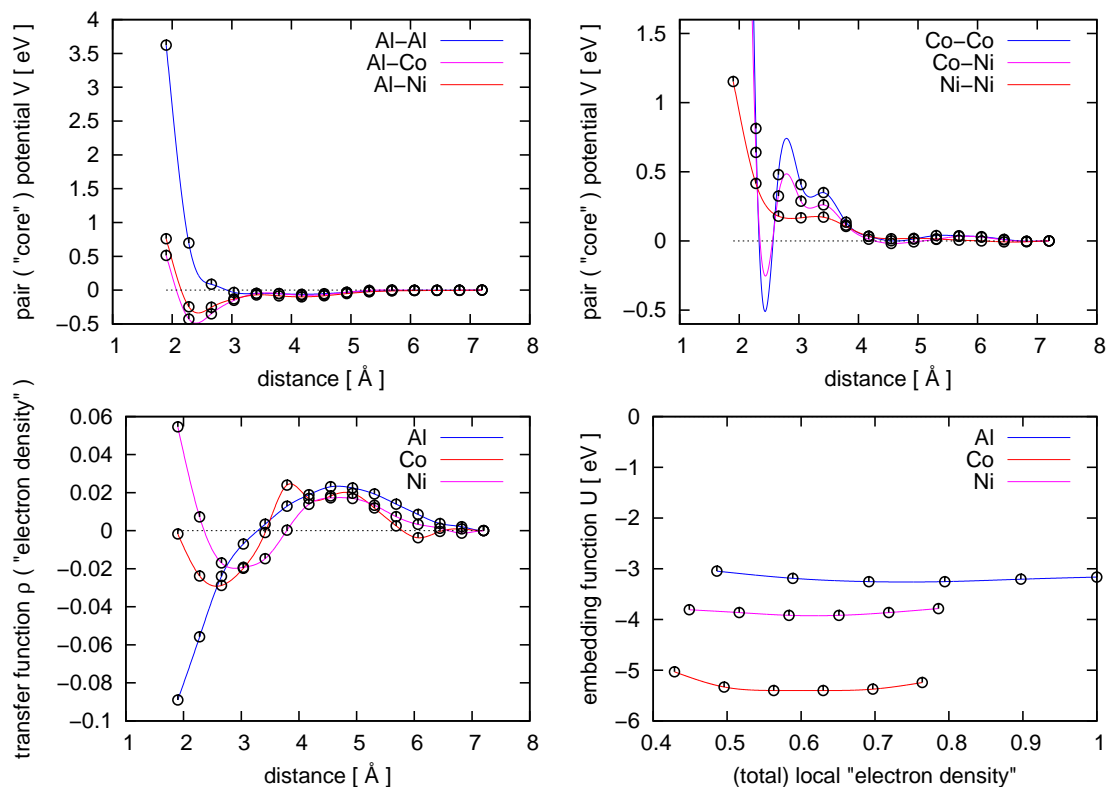 pair ( "core" ) potential V [ eV ]
4
3.5
3
2.5
2
1.5
1
0.5
0
−0.5
Al−Al
Al−Co
Al−Ni
1 2 3 4 5 6 7 8
distance [ Å ]
pair ( "core" ) potential V [ eV ]
1.5
1
0.5
0
−0.5
Co−Co
Co−Ni
Ni−Ni
1 2 3 4 5 6 7 8
distance [ Å ]
transfer function ρ ( "electron density" )
0.06
0.04
0.02
0
−0.02
−0.04
−0.06
−0.08
−0.1
Al
Co
Ni
1 2 3 4 5 6 7 8
distance [ Å ]
embedding function U [ eV ]
0
−1
−2
−3
−4
−5
−6
Al
Co
Ni
0.4 0.5 0.6 0.7 0.8 0.9 1
(total) local "electron density"